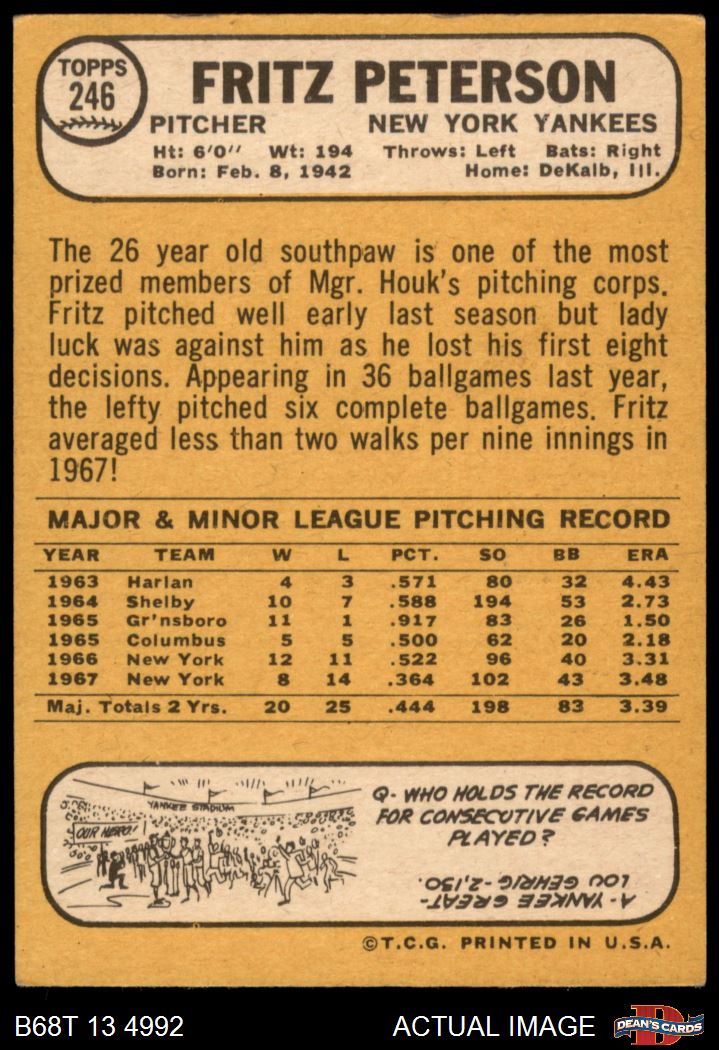 TOPPS
246
FRITZ PETERSON
PITCHER NEW YORK YANKEES
Ht: 6'0" Wt: 194 Throws: Left Bats: Right
Born: Feb. 8, 1942 Home: DeKalb, Ill.
The 26 year old southpaw is one of the most
prized members of Mgr. Houk's pitching corps.
Fritz pitched well early last season but lady
luck was against him as he lost his first eight
decisions. Appearing in 36 ballgames last year,
the lefty pitched six complete ballgames. Fritz
averaged less than two walks per nine innings in
1967!
MAJOR & MINOR LEAGUE PITCHING RECORD
YEAR TEAM W L PCT. SO BB ERA
1963 Harlan 4 3 .571 80 32 4.43
1964 Shelby 10 7 .588 194 53 2.73
1965 Gr'nsboro 11 1 .917 83 26 1.50
1965 Columbus 5 5 .500 62 20 2.18
1966 New York 12 11 .522 96 40 3.31
1967 New York 8 14 .364 102 43 3.48
Maj. Totals 2 Yrs. 20 25 .444 198 83 3.39
YANKEE STADIUM
OUR HERO!
Q- WHO HOLDS THE RECORD
FOR CONSECUTIVE GAMES
PLAYED?
A- YANKEE GREAT-
LOU GEHRIG-2,130.
©T.C.G. PRINTED IN U.S.A.
B68T 13 4992 ACTUAL IMAGE
D
DEAN'S CARDS